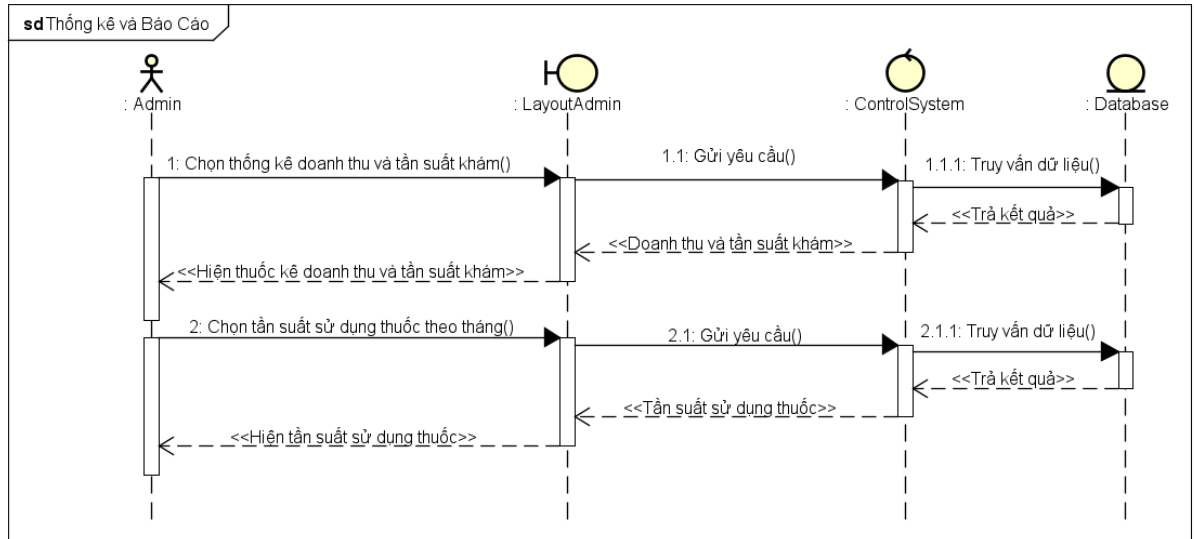 sd Thống kê và Báo Cáo
: Admin
: LayoutAdmin
: ControlSystem
: Database
1: Chọn thống kê doanh thu và tần suất khám()
1.1: Gửi yêu cầu()
1.1.1: Truy vấn dữ liệu()
<<Trả kết quả>>
<<Doanh thu và tần suất khám>>
<<Hiện thuốc kê doanh thu và tần suất khám>>
2: Chọn tần suất sử dụng thuốc theo tháng()
2.1: Gửi yêu cầu()
2.1.1: Truy vấn dữ liệu()
<<Trả kết quả>>
<<Tần suất sử dụng thuốc>>
<<Hiện tần suất sử dụng thuốc>>